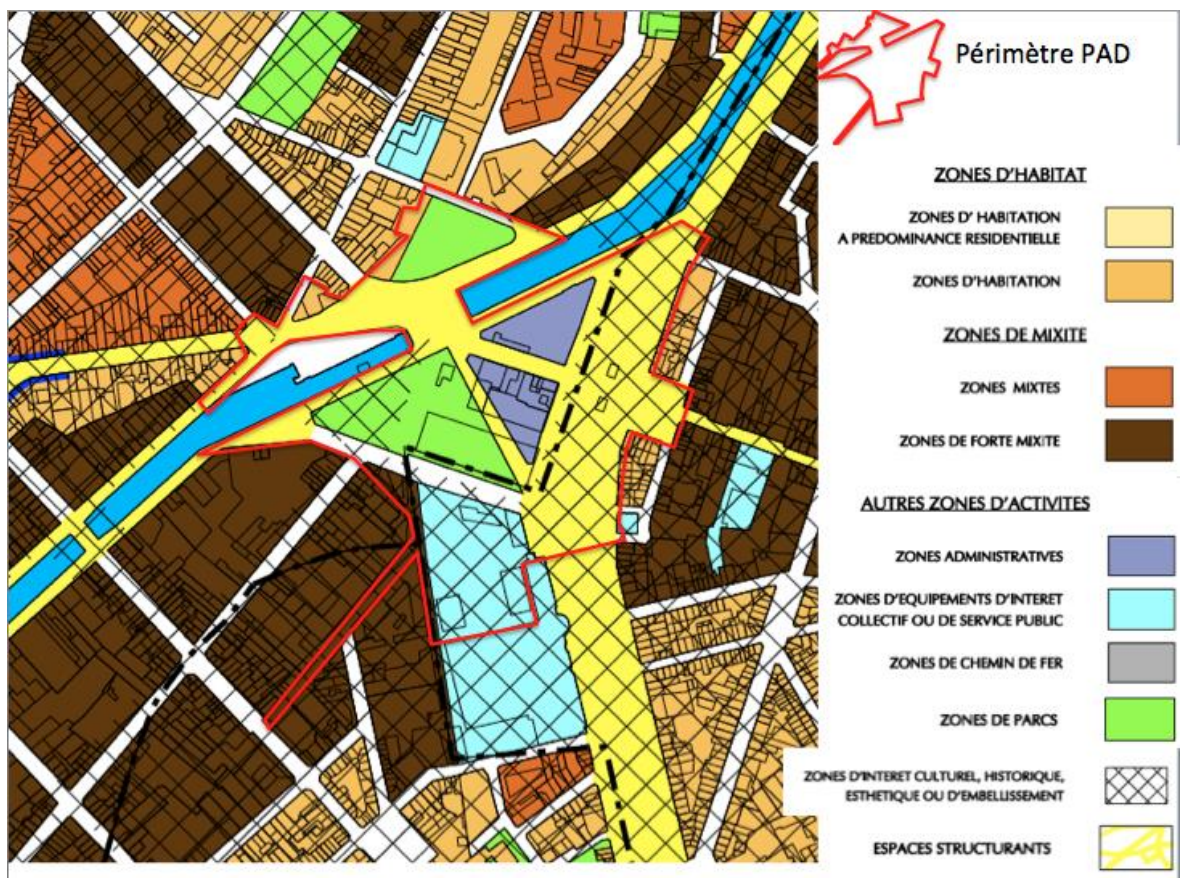 Périmètre PAD
ZONES D'HABITAT
ZONES D' HABITATION
A PREDOMINANCE RESIDENTIELLE
ZONES D'HABITATION
ZONES DE MIXITE
ZONES MIXTES
ZONES DE FORTE MIXITE
AUTRES ZONES D'ACTIVITES
ZONES ADMINISTRATIVES
ZONES D'EQUIPEMENTS D'INTERET
COLLECTIF OU DE SERVICE PUBLIC
ZONES DE CHEMIN DE FER
ZONES DE PARCS
ZONES D'INTERET CULTUREL, HISTORIQUE,
ESTHETIQUE OU D'EMBELLISSEMENT
ESPACES STRUCTURANTS